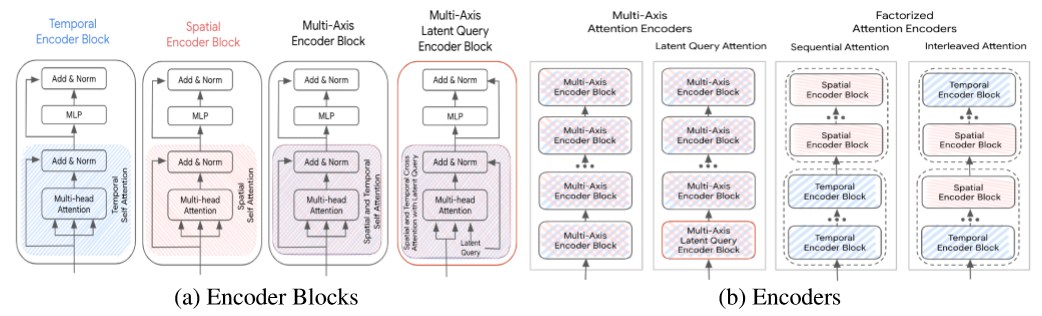 Temporal
Encoder Block
Add & Norm
MLP
Add & Norm
Multi-head
Attention
Temporal
Self Attention
Spatial
Encoder Block
Add & Norm
MLP
Add & Norm
Multi-head
Attention
Spatial
Self Attention
Multi-Axis
Encoder Block
Add & Norm
MLP
Add & Norm
Multi-head
Attention
Spatial and Temporal
Self Attention
Multi-Axis
Latent Query
Encoder Block
Add & Norm
MLP
Spatial and Temporal Cross
Attention with Latent Query
Add & Norm
Multi-head
Attention
Latent
Query
(a) Encoder Blocks
Multi-Axis
Attention Encoders
Latent Query Attention
Multi-Axis
Encoder Block
Multi-Axis
Encoder Block
Multi-Axis
Encoder Block
Multi-Axis
Encoder Block
Multi-Axis
Encoder Block
Multi-Axis
Encoder Block
Multi-Axis
Encoder Block
Multi-Axis
Latent Query
Encoder Block
Factorized
Attention Encoders
Sequential Attention
Spatial
Encoder Block
Spatial
Encoder Block
Temporal
Encoder Block
Temporal
Encoder Block
Interleaved Attention
Temporal
Encoder Block
Spatial
Encoder Block
Spatial
Encoder Block
Temporal
Encoder Block
(b) Encoders